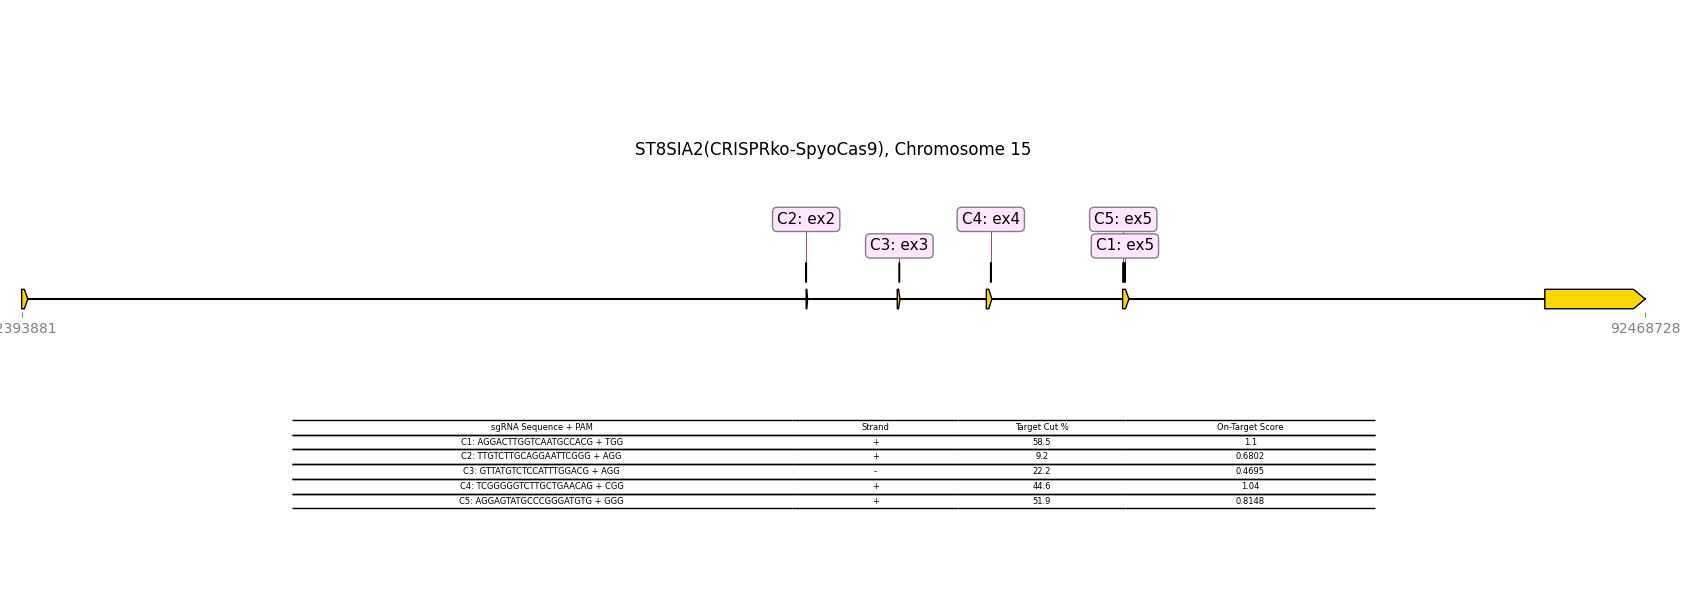 ST8SIA2(CRISPRko-SpyoCas9), Chromosome 15
C2: ex2 C4: ex4 C5: ex5
C3: ex3 C1: ex5
2393881 92468728
sgRNA Sequence + PAM Strand Target Cut % On-Target Score
C1: AGGACTTGGTCAATGCCACG + TGG + 58.5 1.1
C2: TTGTCTTGCAGGAATTCGGG + AGG + 9.2 0.6802
C3: GTTATGTCTCCATTTGGACG + AGG - 22.2 0.4695
C4: TCGGGGGTCTTGCTGAACAG + CGG + 44.6 1.04
C5: AGGAGTATGCCCGGGATGTG + GGG + 51.9 0.8148